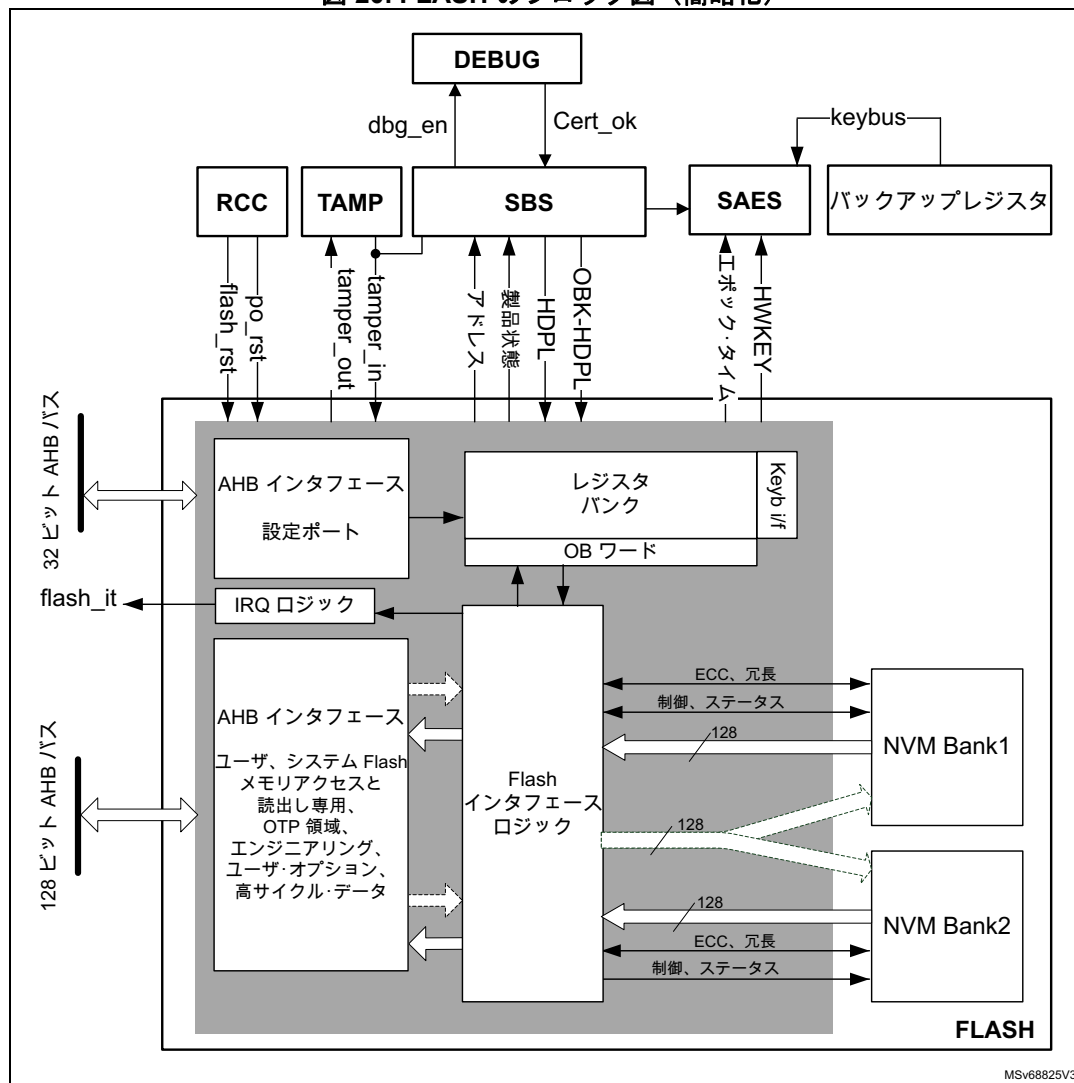 DEBUG
dbg_en
Cert_ok
keybus
RCC
TAMP
SBS
SAES
バックアップレジスタ
flash_rst
po_rst
tamper_out
tamper_in
アドレス
製品状態
HDPL
OBK-HDPL
エポック・タイム
HWKEY
32 ビット AHB バス
AHB インタフェース
設定ポート
レジスタ
バンク
Keyb i/f
OB ワード
flash_it
IRQ ロジック
128 ビット AHB バス
AHB インタフェース
ユーザ、システム Flash
メモリアクセスと
読出し専用、
OTP 領域、
エンジニアリング、
ユーザ・オプション、
高サイクル・データ
Flash
インタフェース
ロジック
ECC、冗長
制御、ステータス
128
NVM Bank1
128
128
NVM Bank2
ECC、冗長
制御、ステータス
FLASH
MSv68825V3